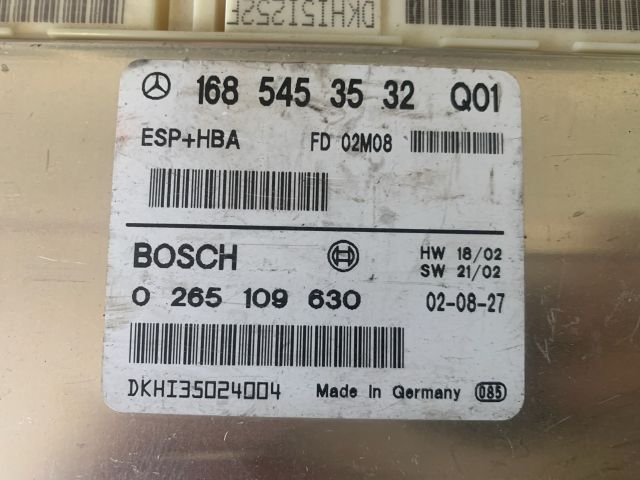 DKHI51252F
168 545 35 32 Q01
ESP+HBA FD 02M08
BOSCH HW 18/02
SW 21/02
0 265 109 630 02-08-27
DKHI35024004 Made In Germany 085